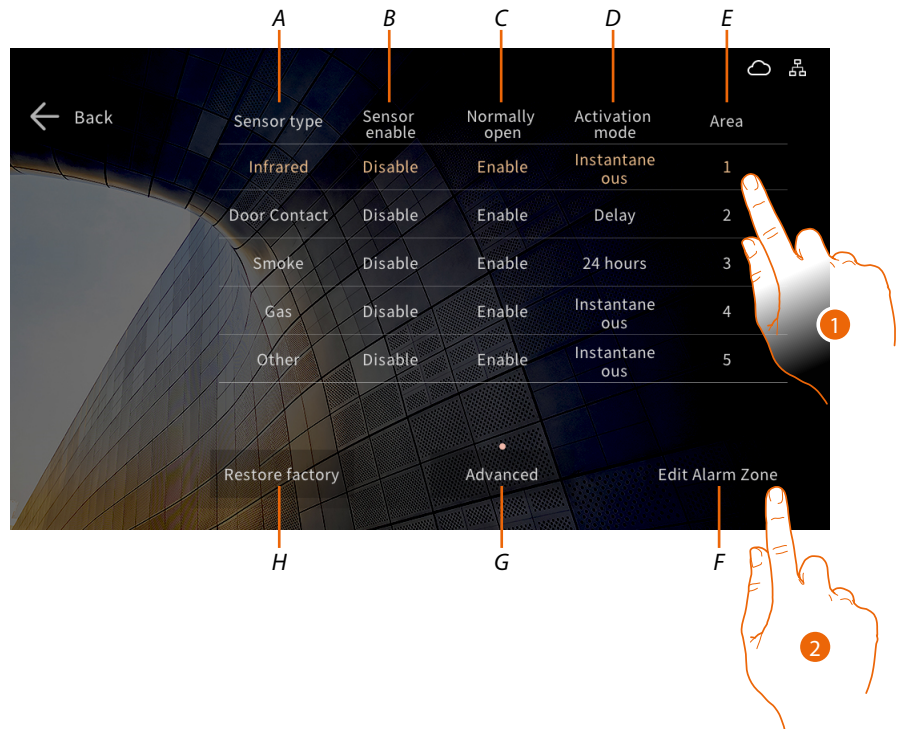 A B C D E
Back
Sensor type Sensor enable Normally open Activation mode Area
Infrared Disable Enable Instantane ous 1
Door Contact Disable Enable Delay 2
Smoke Disable Enable 24 hours 3
Gas Disable Enable Instantane ous 4
1
Other Disable Enable Instantane ous 5
Restore factory Advanced Edit Alarm Zone
H G F
2